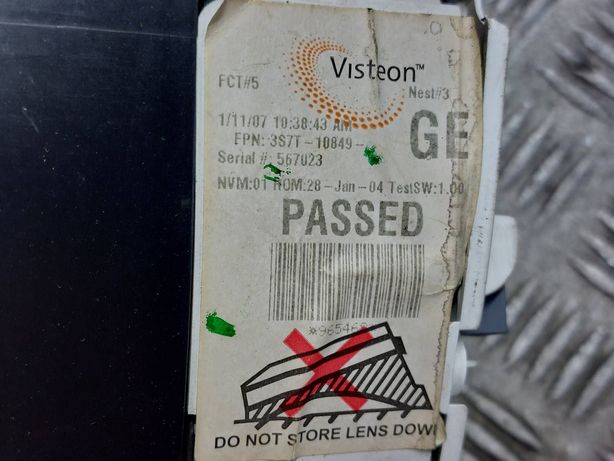 Visteon™
FCT#5
Nest#3
1/11/07 10:38:43 AM
FPN: 3S7T-10849-
GE
Serial #: 567023
NVM:01 ROM:28-Jan-04 TestSW:1.00
PASSED
DO NOT STORE LENS DOWN